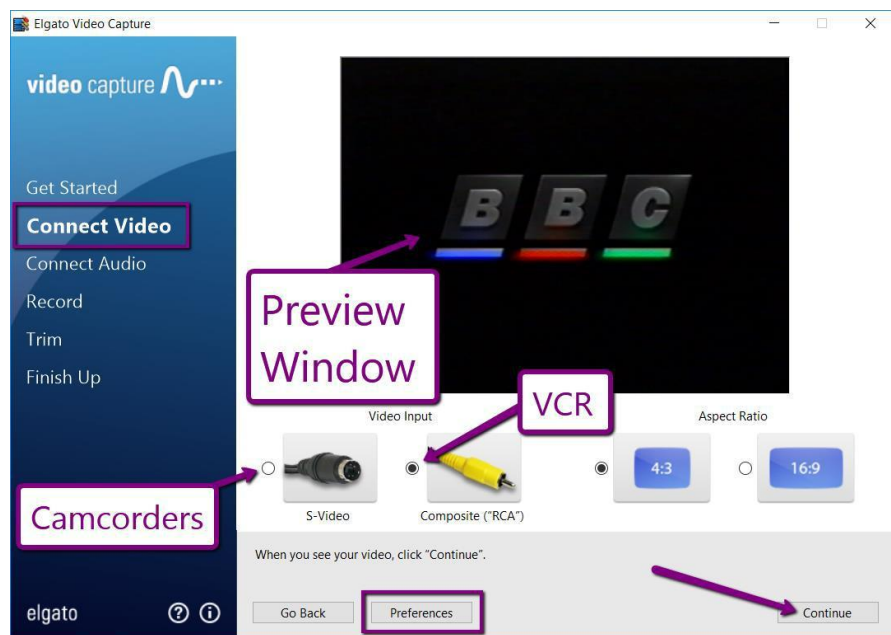 Elgato Video Capture
video capture
Get Started
Connect Video
Connect Audio
Record
Trim
Finish Up
BBC
Preview
Window
VCR
Video Input
Aspect Ratio
4:3
16:9
Camcorders
S-Video
Composite ("RCA")
When you see your video, click "Continue".
elgato
? i
Go Back
Preferences
Continue